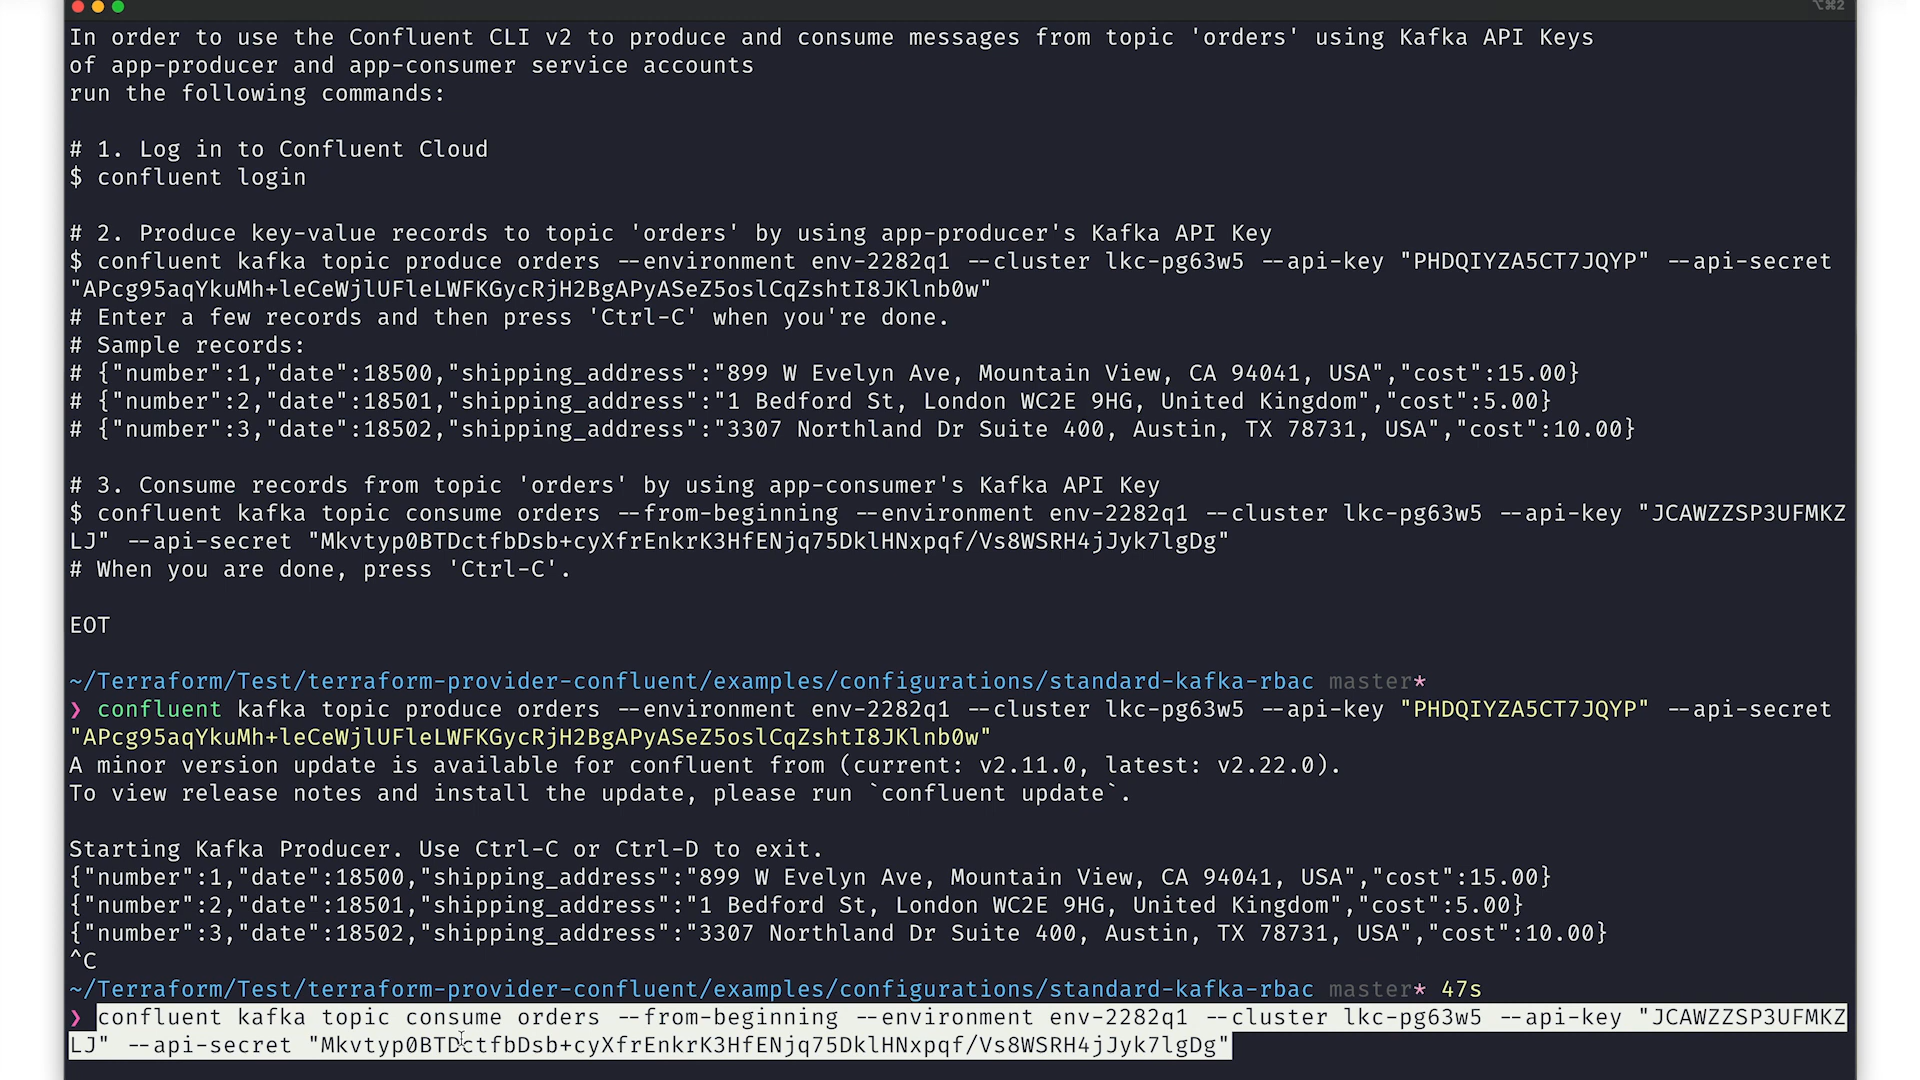 ⌥⌘2
In order to use the Confluent CLI v2 to produce and consume messages from topic 'orders' using Kafka API Keys
of app-producer and app-consumer service accounts
run the following commands:
# 1. Log in to Confluent Cloud
$ confluent login
# 2. Produce key-value records to topic 'orders' by using app-producer's Kafka API Key
$ confluent kafka topic produce orders --environment env-2282q1 --cluster lkc-pg63w5 --api-key "PHDQIYZA5CT7JQYP" --api-secret
"APcg95aqYkuMh+leCeWjlUFleLWFKGycRjH2BgAPyASeZ5oslCqZshtI8JKlnb0w"
# Enter a few records and then press 'Ctrl-C' when you're done.
# Sample records:
# {"number":1,"date":18500,"shipping_address":"899 W Evelyn Ave, Mountain View, CA 94041, USA","cost":15.00}
# {"number":2,"date":18501,"shipping_address":"1 Bedford St, London WC2E 9HG, United Kingdom","cost":5.00}
# {"number":3,"date":18502,"shipping_address":"3307 Northland Dr Suite 400, Austin, TX 78731, USA","cost":10.00}
# 3. Consume records from topic 'orders' by using app-consumer's Kafka API Key
$ confluent kafka topic consume orders --from-beginning --environment env-2282q1 --cluster lkc-pg63w5 --api-key "JCAWZZSP3UFMKZ
LJ" --api-secret "Mkvtyp0BTDctfbDsb+cyXfrEnkrK3HfENjq75DklHNxpqf/Vs8WSRH4jJyk7lgDg"
# When you are done, press 'Ctrl-C'.
EOT
~/Terraform/Test/terraform-provider-confluent/examples/configurations/standard-kafka-rbac master*
❯ confluent kafka topic produce orders --environment env-2282q1 --cluster lkc-pg63w5 --api-key "PHDQIYZA5CT7JQYP" --api-secret
"APcg95aqYkuMh+leCeWjlUFleLWFKGycRjH2BgAPyASeZ5oslCqZshtI8JKlnb0w"
A minor version update is available for confluent from (current: v2.11.0, latest: v2.22.0).
To view release notes and install the update, please run `confluent update`.
Starting Kafka Producer. Use Ctrl-C or Ctrl-D to exit.
{"number":1,"date":18500,"shipping_address":"899 W Evelyn Ave, Mountain View, CA 94041, USA","cost":15.00}
{"number":2,"date":18501,"shipping_address":"1 Bedford St, London WC2E 9HG, United Kingdom","cost":5.00}
{"number":3,"date":18502,"shipping_address":"3307 Northland Dr Suite 400, Austin, TX 78731, USA","cost":10.00}
^C
~/Terraform/Test/terraform-provider-confluent/examples/configurations/standard-kafka-rbac master* 47s
❯ confluent kafka topic consume orders --from-beginning --environment env-2282q1 --cluster lkc-pg63w5 --api-key "JCAWZZSP3UFMKZ
LJ" --api-secret "Mkvtyp0BTDctfbDsb+cyXfrEnkrK3HfENjq75DklHNxpqf/Vs8WSRH4jJyk7lgDg"